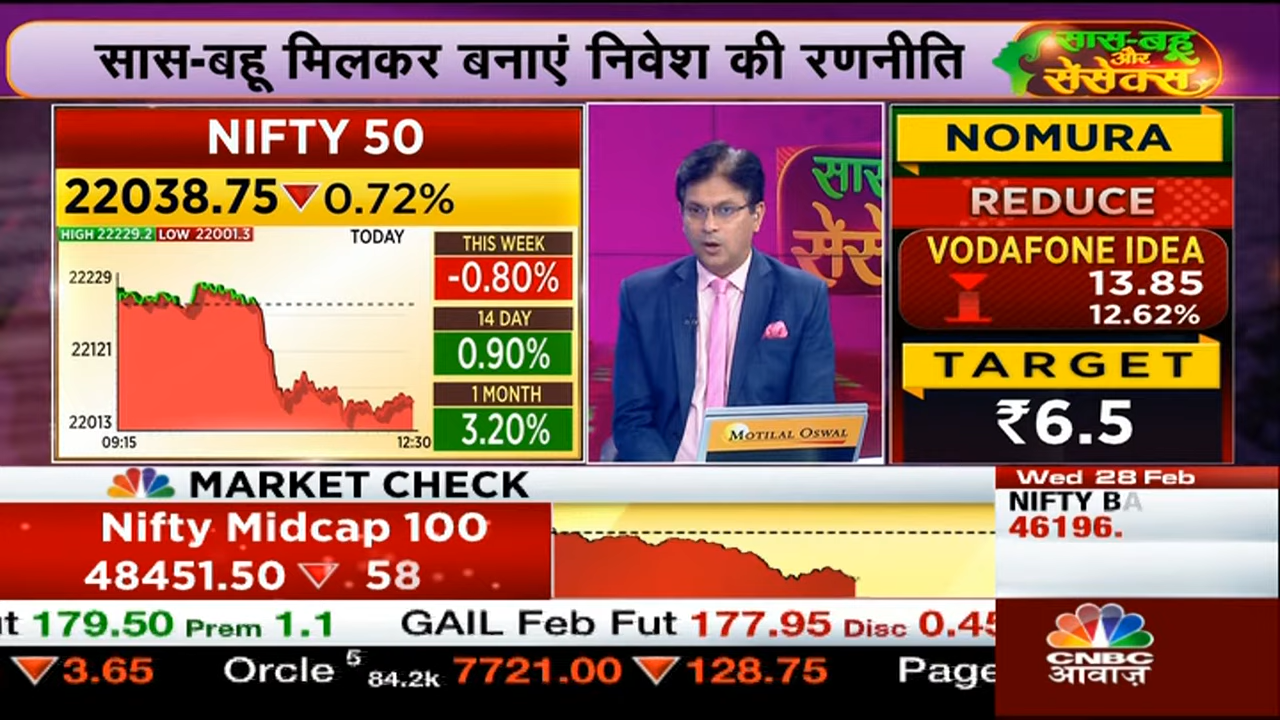 सास-बहू मिलकर बनाएं निवेश की रणनीति
सास-बहू
और
सेंसेक्स
NIFTY 50
22038.75 0.72%
HIGH 22229.2 LOW 22001.3
TODAY
22229
22121
22013
09:15
12:30
THIS WEEK
-0.80%
14 DAY
0.90%
1 MONTH
3.20%
सास
सेंसे
MOTILAL OSWAL
NOMURA
REDUCE
VODAFONE IDEA
13.85
12.62%
TARGET
₹6.5
MARKET CHECK
Nifty Midcap 100
48451.50 58
Wed 28 Feb
NIFTY BA
46196.
ut 179.50 Prem 1.1 GAIL Feb Fut 177.95 Disc 0.45
3.65 Orcle 5 84.2k 7721.00 128.75 Page
CNBC
आवाज़